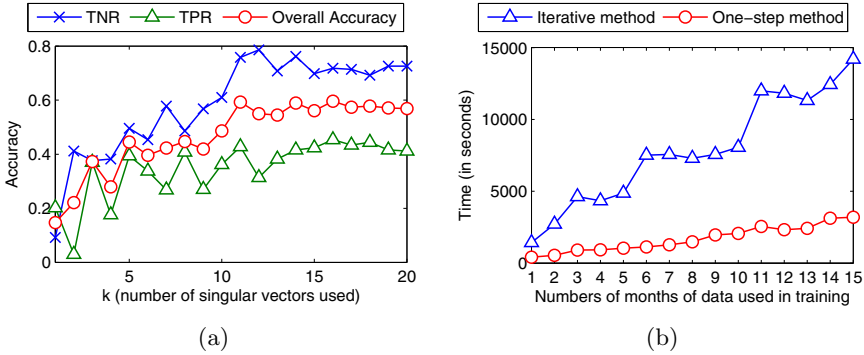 TNR TPR Overall Accuracy
0.8
0.6
0.4
0.2
0
Accuracy
5 10 15 20
k (number of singular vectors used)
(a)
Iterative method One-step method
15000
10000
5000
0
Time (in seconds)
1 2 3 4 5 6 7 8 9 10 11 12 13 14 15
Numbers of months of data used in training
(b)